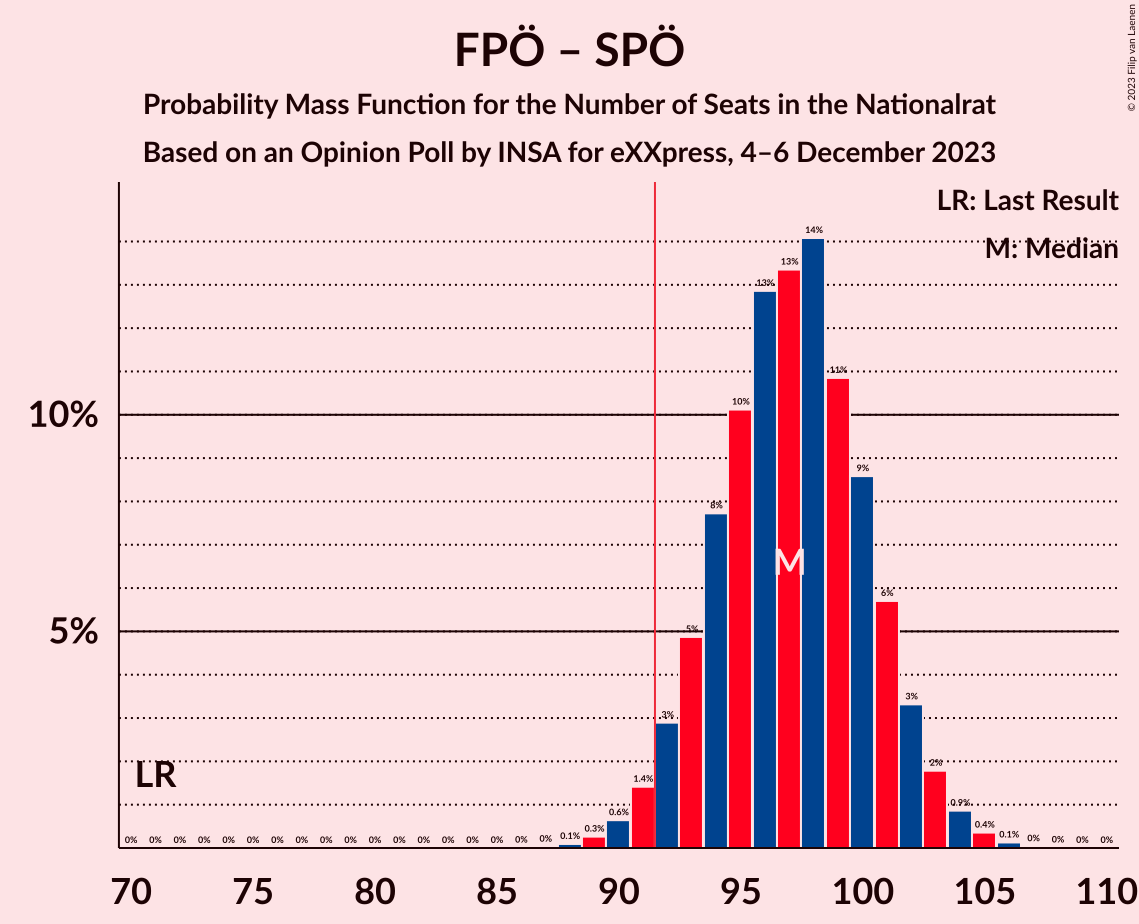 FPÖ – SPÖ
Probability Mass Function for the Number of Seats in the Nationalrat
Based on an Opinion Poll by INSA for eXXpress, 4–6 December 2023
© 2023 Filip van Laenen
LR: Last Result
M: Median
14%
13%
13%
11%
10%
10%
9%
8%
M
6%
5%
5%
3%
3%
2%
LR
1.4%
0.9%
0.6%
0.4%
0% 0% 0% 0% 0% 0% 0% 0% 0% 0% 0% 0% 0% 0% 0% 0% 0% 0% 0.1% 0.3% 0.1% 0% 0% 0% 0%
70 75 80 85 90 95 100 105 110